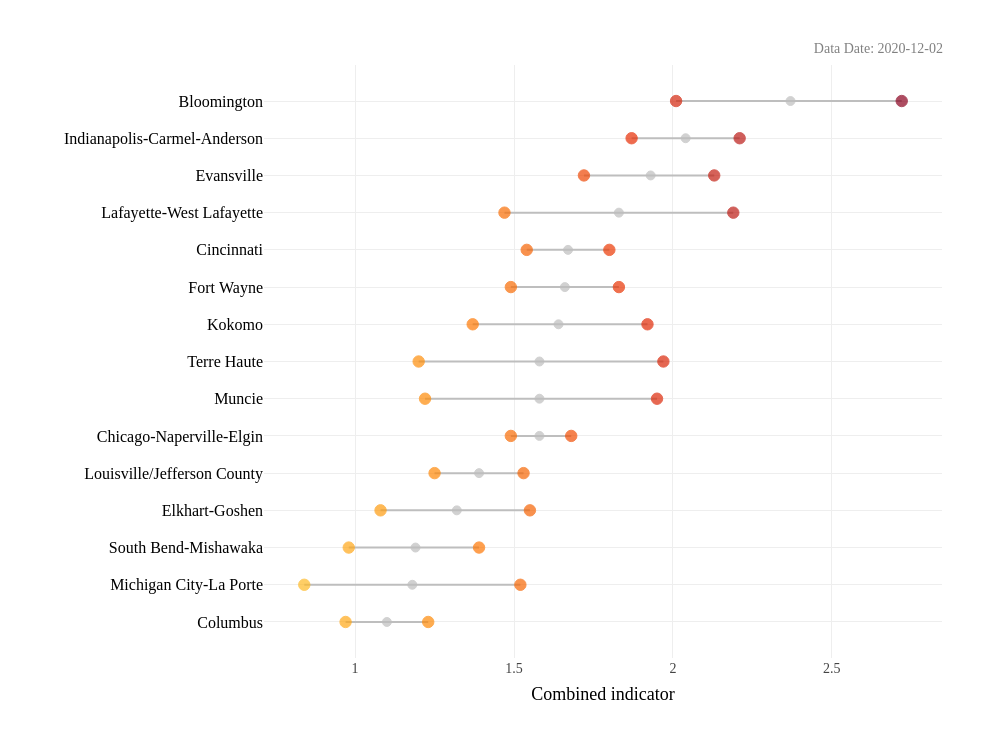 Data Date: 2020-12-02
Bloomington
Indianapolis-Carmel-Anderson
Evansville
Lafayette-West Lafayette
Cincinnati
Fort Wayne
Kokomo
Terre Haute
Muncie
Chicago-Naperville-Elgin
Louisville/Jefferson County
Elkhart-Goshen
South Bend-Mishawaka
Michigan City-La Porte
Columbus
1 1.5 2 2.5
Combined indicator